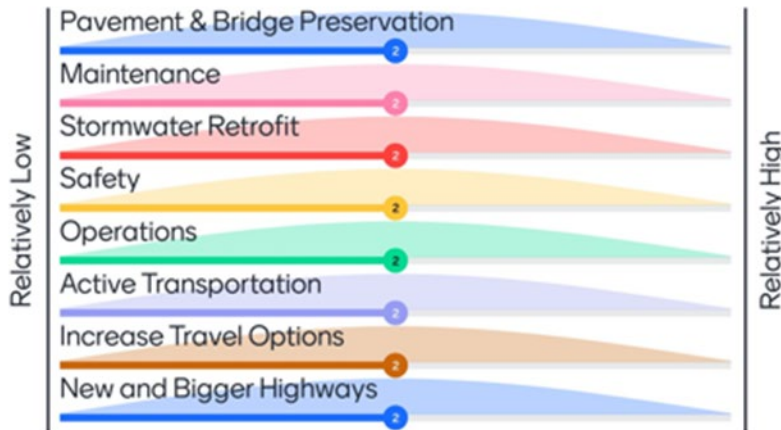 Pavement & Bridge Preservation
2
Maintenance
2
Stormwater Retrofit
2
Safety
2
Operations
2
Active Transportation
2
Increase Travel Options
2
New and Bigger Highways
2
Relatively Low
Relatively High